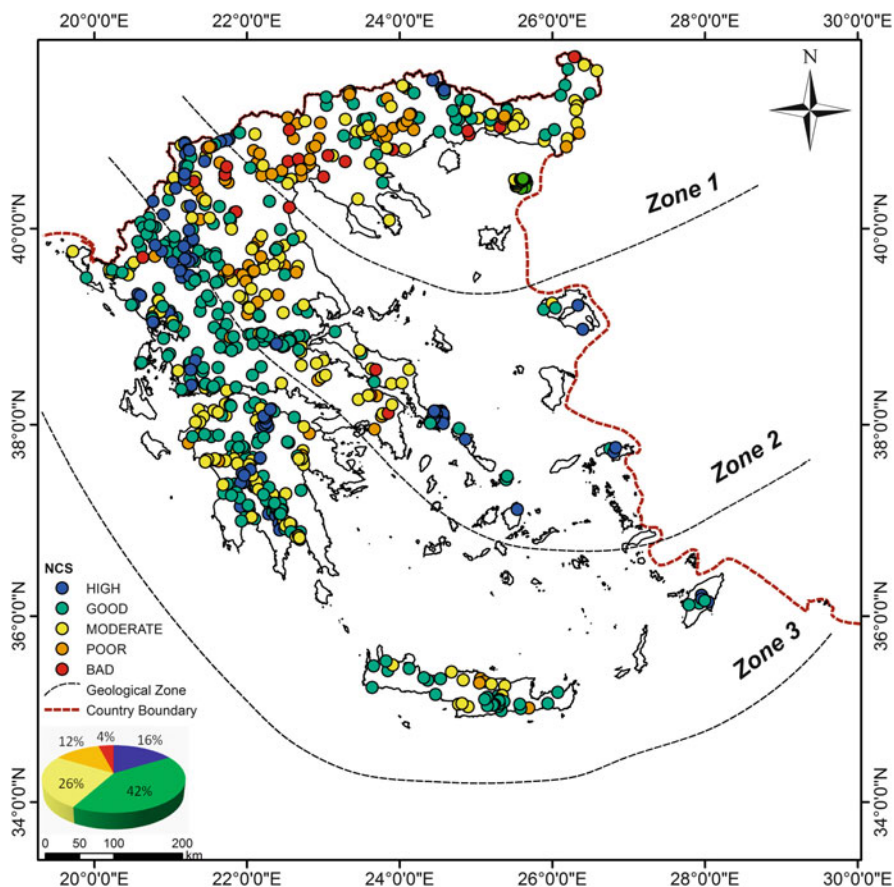 20°0'0"E 22°0'0"E 24°0'0"E 26°0'0"E 28°0'0"E 30°0'0"E
N
40°0'0"N 40°0'0"N
Zone 1
38°0'0"N 38°0'0"N
Zone 2
NCS
HIGH
GOOD
MODERATE
POOR
BAD
Geological Zone
Country Boundary
36°0'0"N 36°0'0"N
Zone 3
12% 4% 16%
26% 42%
34°0'0"N 34°0'0"N
0 50 100 200
km
20°0'0"E 22°0'0"E 24°0'0"E 26°0'0"E 28°0'0"E 30°0'0"E